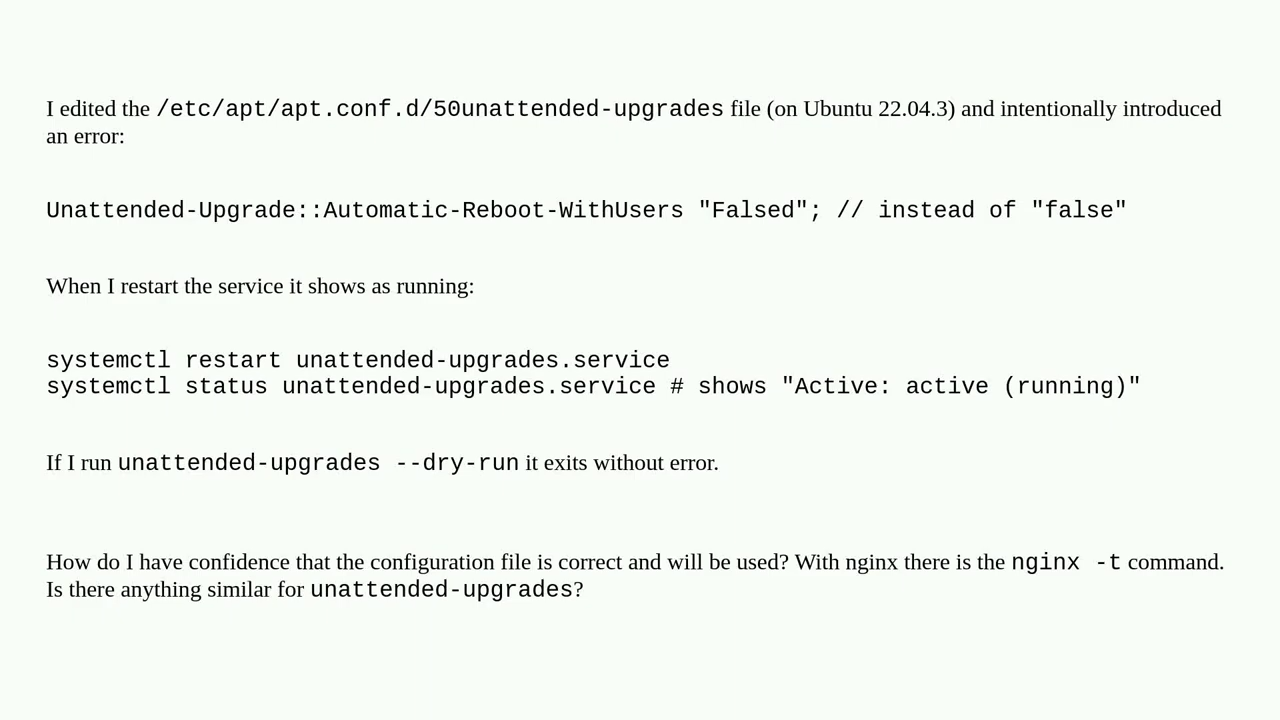 I edited the /etc/apt/apt.conf.d/50unattended-upgrades file (on Ubuntu 22.04.3) and intentionally introduced
an error:
Unattended-Upgrade::Automatic-Reboot-WithUsers "Falsed"; // instead of "false"
When I restart the service it shows as running:
systemctl restart unattended-upgrades.service
systemctl status unattended-upgrades.service # shows "Active: active (running)"
If I run unattended-upgrades --dry-run it exits without error.
How do I have confidence that the configuration file is correct and will be used? With nginx there is the nginx -t command.
Is there anything similar for unattended-upgrades?